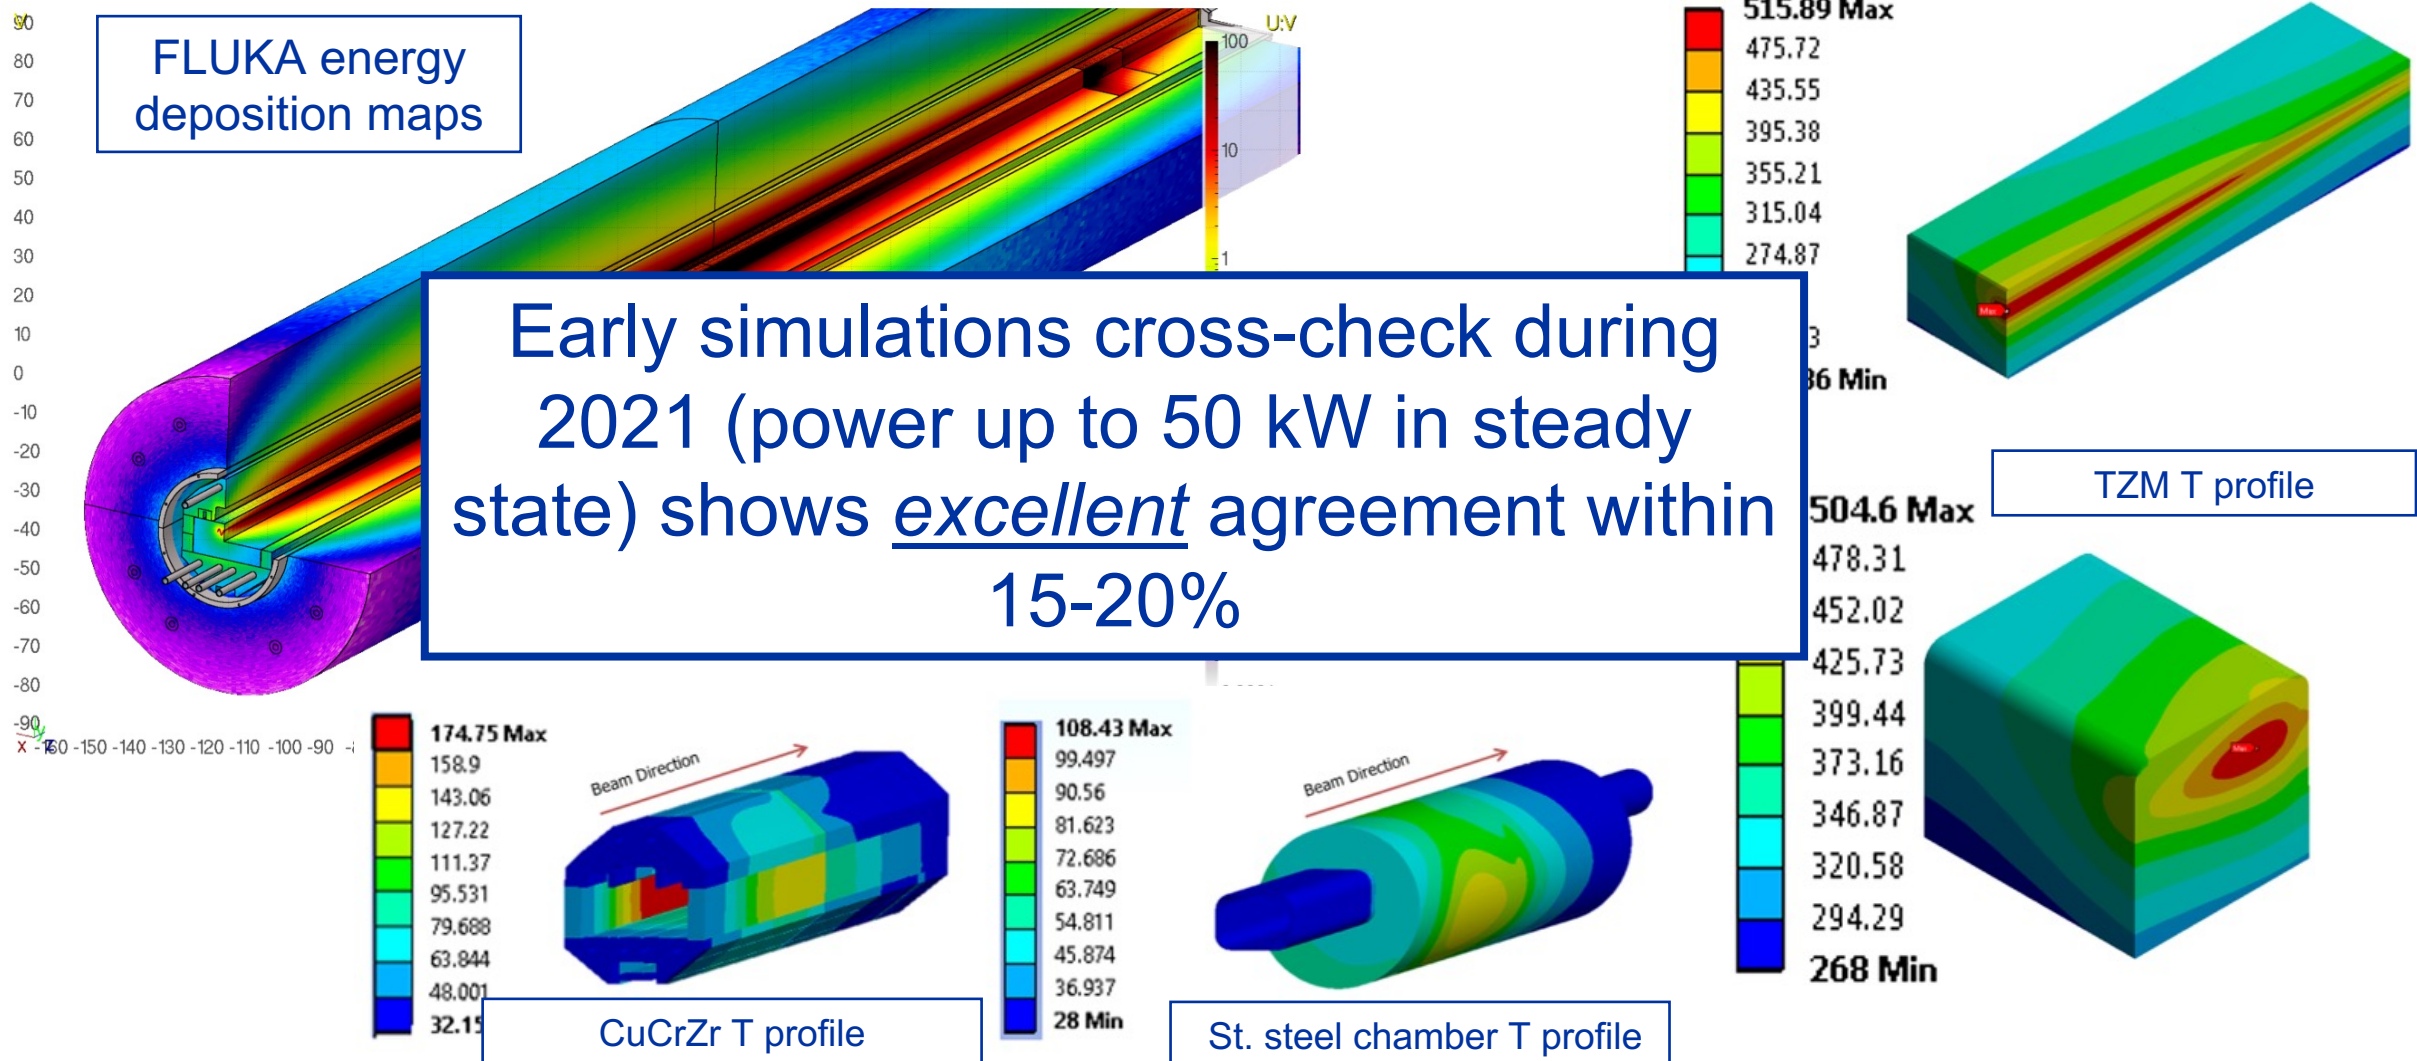 FLUKA energy
deposition maps
90
80
70
60
50
40
30
20
10
0
-10
-20
-30
-40
-50
-60
-70
-80
-90
X
-150 -140 -130 -120 -110 -100 -90
U:V
100
10
1
515.89 Max
475.72
435.55
395.38
355.21
315.04
274.87
36 Min
Max
TZM T profile
Early simulations cross-check during
2021 (power up to 50 kW in steady
state) shows excellent agreement within
15-20%
504.6 Max
478.31
452.02
425.73
399.44
373.16
346.87
320.58
294.29
268 Min
Max
174.75 Max
158.9
143.06
127.22
111.37
95.531
79.688
63.844
48.001
32.15
Beam Direction
CuCrZr T profile
108.43 Max
99.497
90.56
81.623
72.686
63.749
54.811
45.874
36.937
28 Min
Beam Direction
St. steel chamber T profile